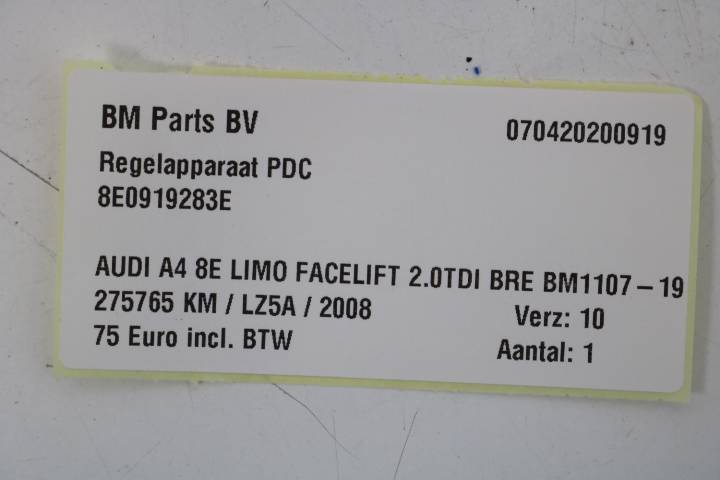 BM Parts BV 070420200919
Regelapparaat PDC
8E0919283E
AUDI A4 8E LIMO FACELIFT 2.0TDI BRE BM1107-19
275765 KM / LZ5A / 2008 Verz: 10
75 Euro incl. BTW Aantal: 1